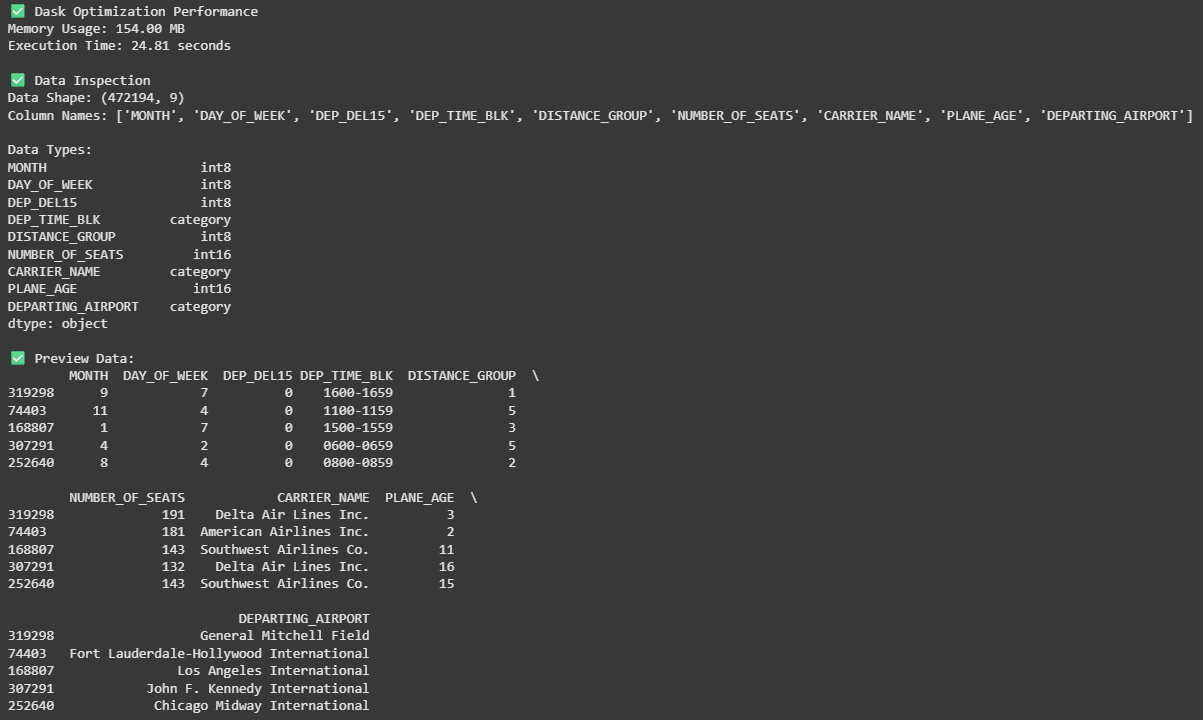 ✅ Dask Optimization Performance
Memory Usage: 154.00 MB
Execution Time: 24.81 seconds

✅ Data Inspection
Data Shape: (472194, 9)
Column Names: ['MONTH', 'DAY_OF_WEEK', 'DEP_DEL15', 'DEP_TIME_BLK', 'DISTANCE_GROUP', 'NUMBER_OF_SEATS', 'CARRIER_NAME', 'PLANE_AGE', 'DEPARTING_AIRPORT']

Data Types:
MONTH                    int8
DAY_OF_WEEK              int8
DEP_DEL15                int8
DEP_TIME_BLK         category
DISTANCE_GROUP           int8
NUMBER_OF_SEATS         int16
CARRIER_NAME         category
PLANE_AGE               int16
DEPARTING_AIRPORT    category
dtype: object

✅ Preview Data:
        MONTH  DAY_OF_WEEK  DEP_DEL15 DEP_TIME_BLK  DISTANCE_GROUP  \
319298      9            7          0    1600-1659               1
74403      11            4          0    1100-1159               5
168807      1            7          0    1500-1559               3
307291      4            2          0    0600-0659               5
252640      8            4          0    0800-0859               2

        NUMBER_OF_SEATS            CARRIER_NAME  PLANE_AGE  \
319298              191    Delta Air Lines Inc.          3
74403               181  American Airlines Inc.          2
168807              143  Southwest Airlines Co.         11
307291              132    Delta Air Lines Inc.         16
252640              143  Southwest Airlines Co.         15

                              DEPARTING_AIRPORT
319298                   General Mitchell Field
74403   Fort Lauderdale-Hollywood International
168807                Los Angeles International
307291            John F. Kennedy International
252640             Chicago Midway International